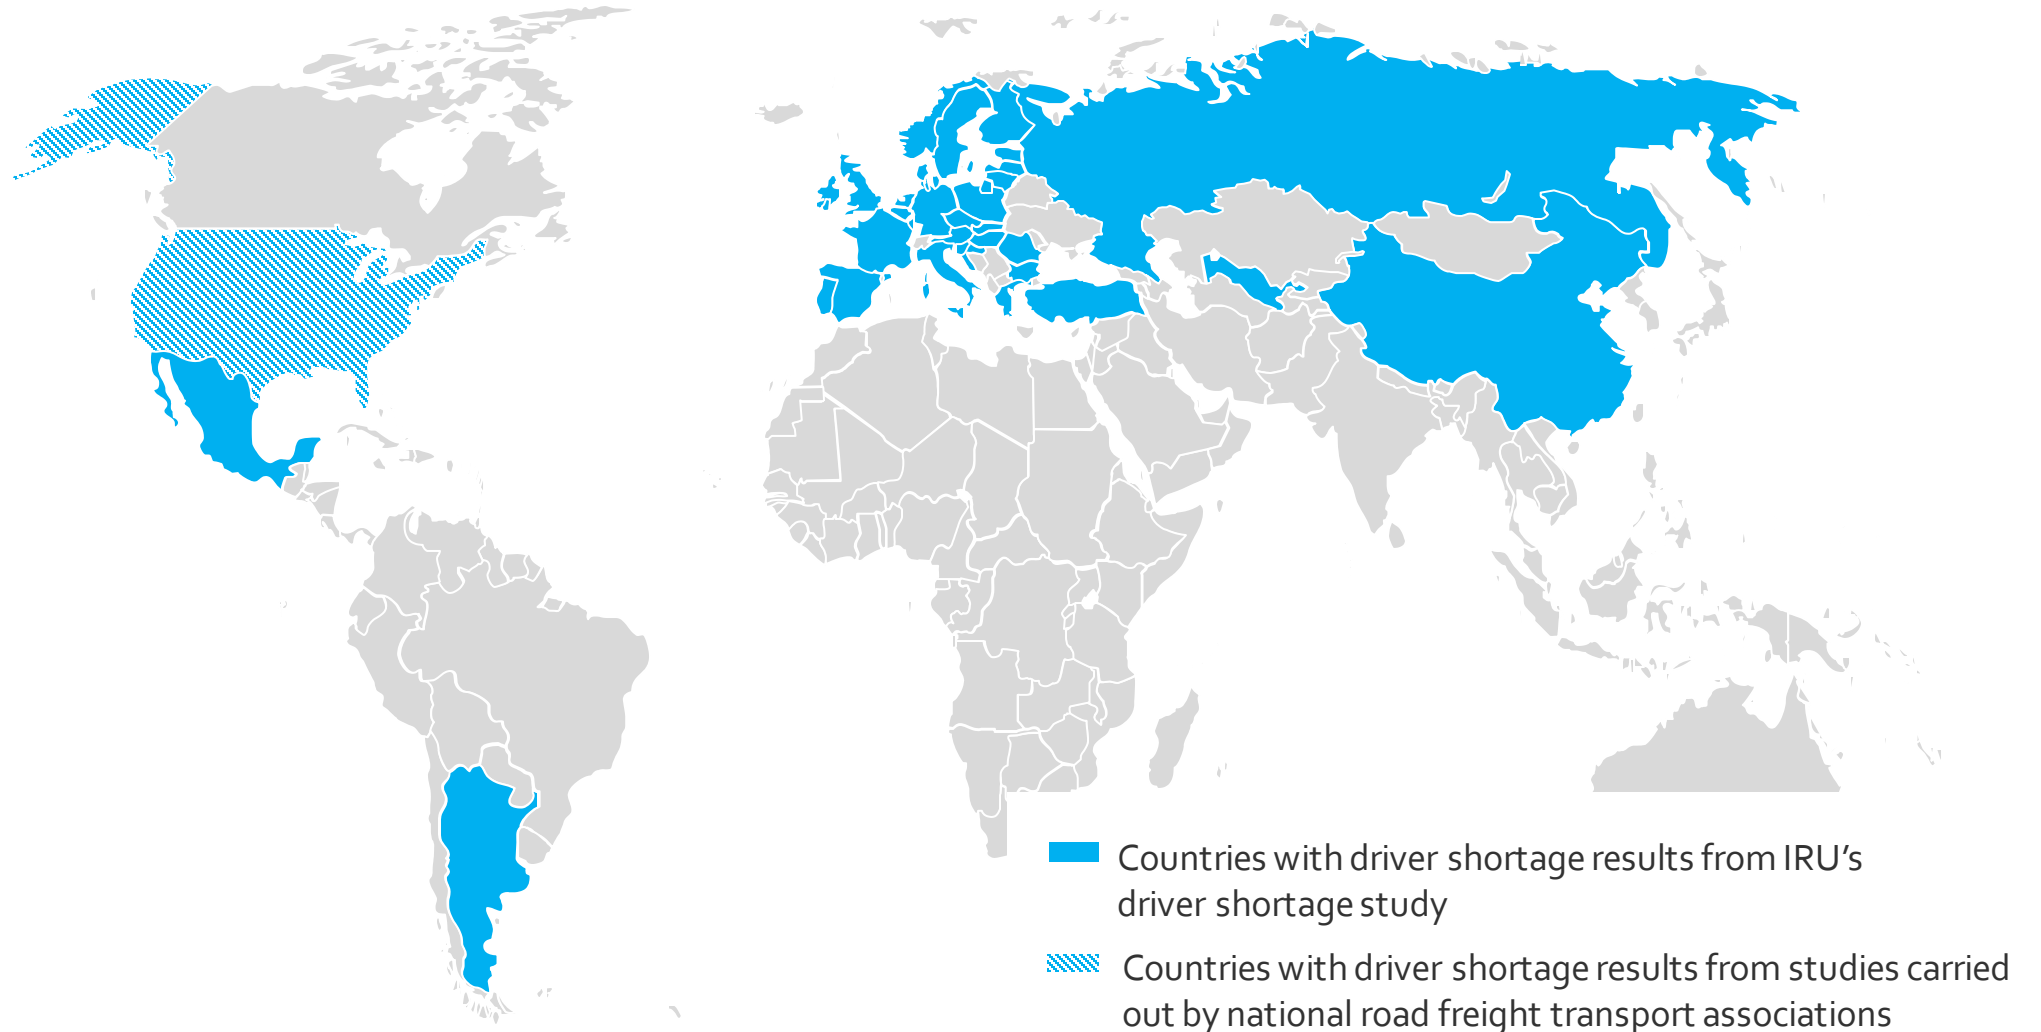 Countries with driver shortage results from IRU's
driver shortage study
Countries with driver shortage results from studies carried
out by national road freight transport associations